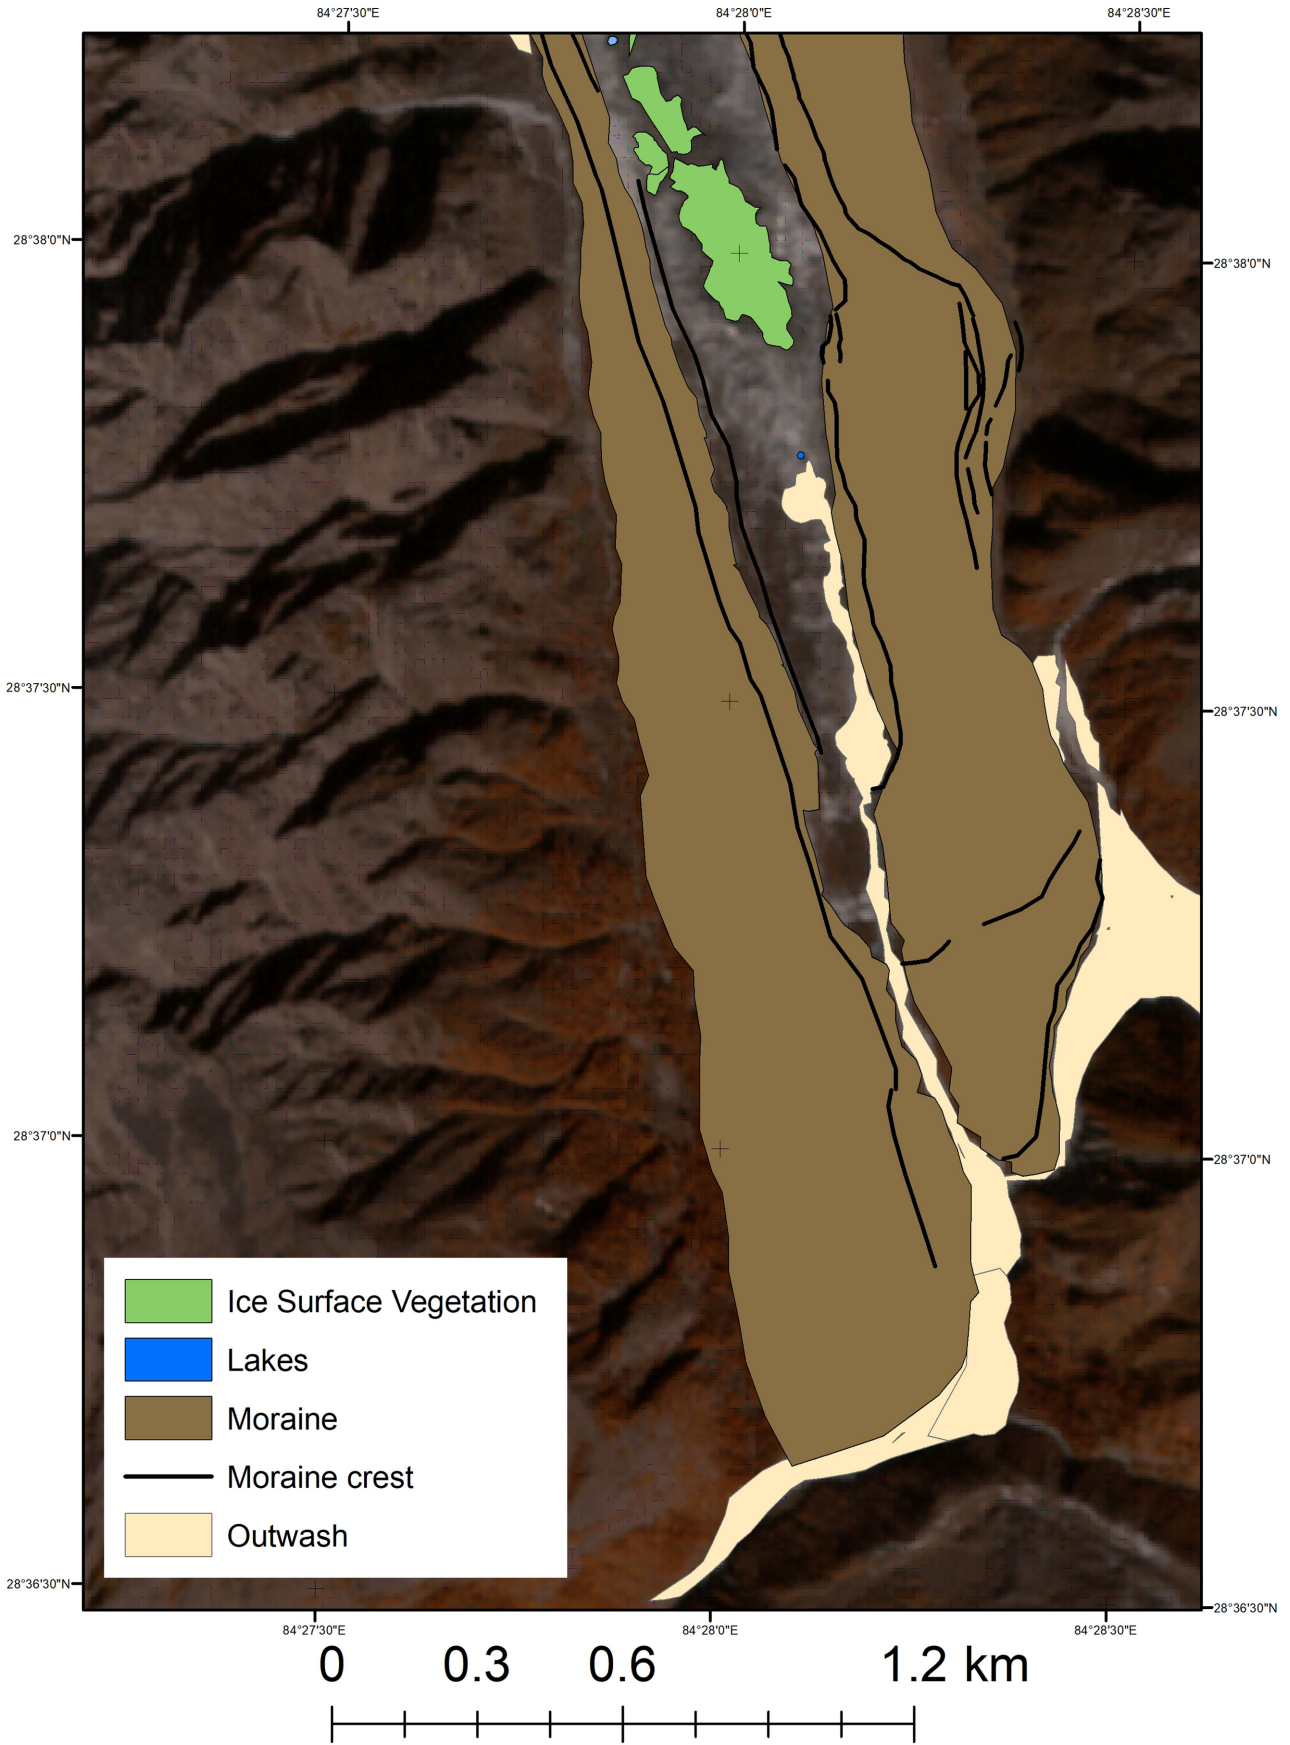 84°27'30"E 84°28'0"E 84°28'30"E
28°38'0"N 28°38'0"N
28°37'30"N 28°37'30"N
28°37'0"N 28°37'0"N
Ice Surface Vegetation
Lakes
Moraine
Moraine crest
Outwash
28°36'30"N 28°36'30"N
84°27'30"E 84°28'0"E 84°28'30"E
0 0.3 0.6 1.2 km